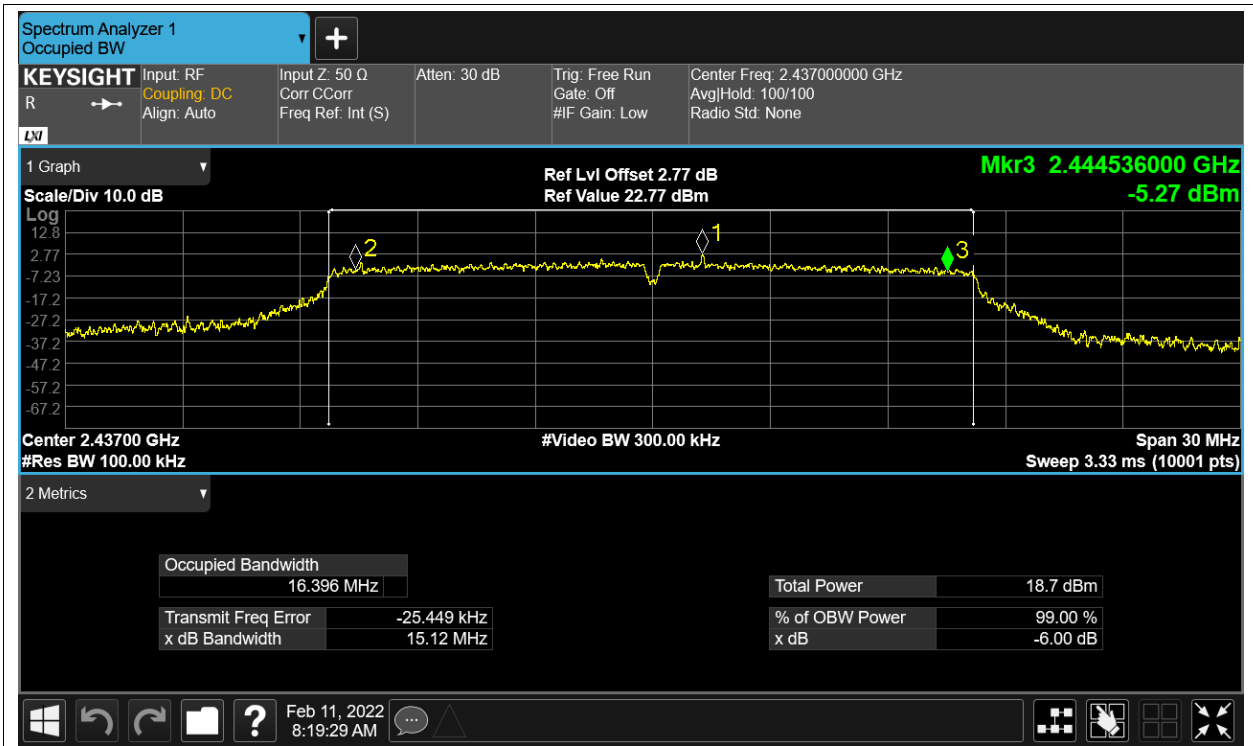 Spectrum Analyzer 1
Occupied BW
KEYSIGHT
R
LXI
Input: RF
Coupling: DC
Align: Auto
Input Z: 50 Ω
Corr CCorr
Freq Ref: Int (S)
Atten: 30 dB
Trig: Free Run
Gate: Off
#IF Gain: Low
Center Freq: 2.437000000 GHz
Avg|Hold: 100/100
Radio Std: None
1 Graph
Scale/Div 10.0 dB
Ref Lvl Offset 2.77 dB
Ref Value 22.77 dBm
Mkr3 2.444536000 GHz
-5.27 dBm
Log
12.8
2.77
-7.23
-17.2
-27.2
-37.2
-47.2
-57.2
-67.2
2
1
3
Center 2.43700 GHz
#Video BW 300.00 kHz
Span 30 MHz
#Res BW 100.00 kHz
Sweep 3.33 ms (10001 pts)
2 Metrics
Occupied Bandwidth
16.396 MHz
Transmit Freq Error -25.449 kHz
x dB Bandwidth 15.12 MHz
Total Power 18.7 dBm
% of OBW Power 99.00 %
x dB -6.00 dB
?
Feb 11, 2022
8:19:29 AM